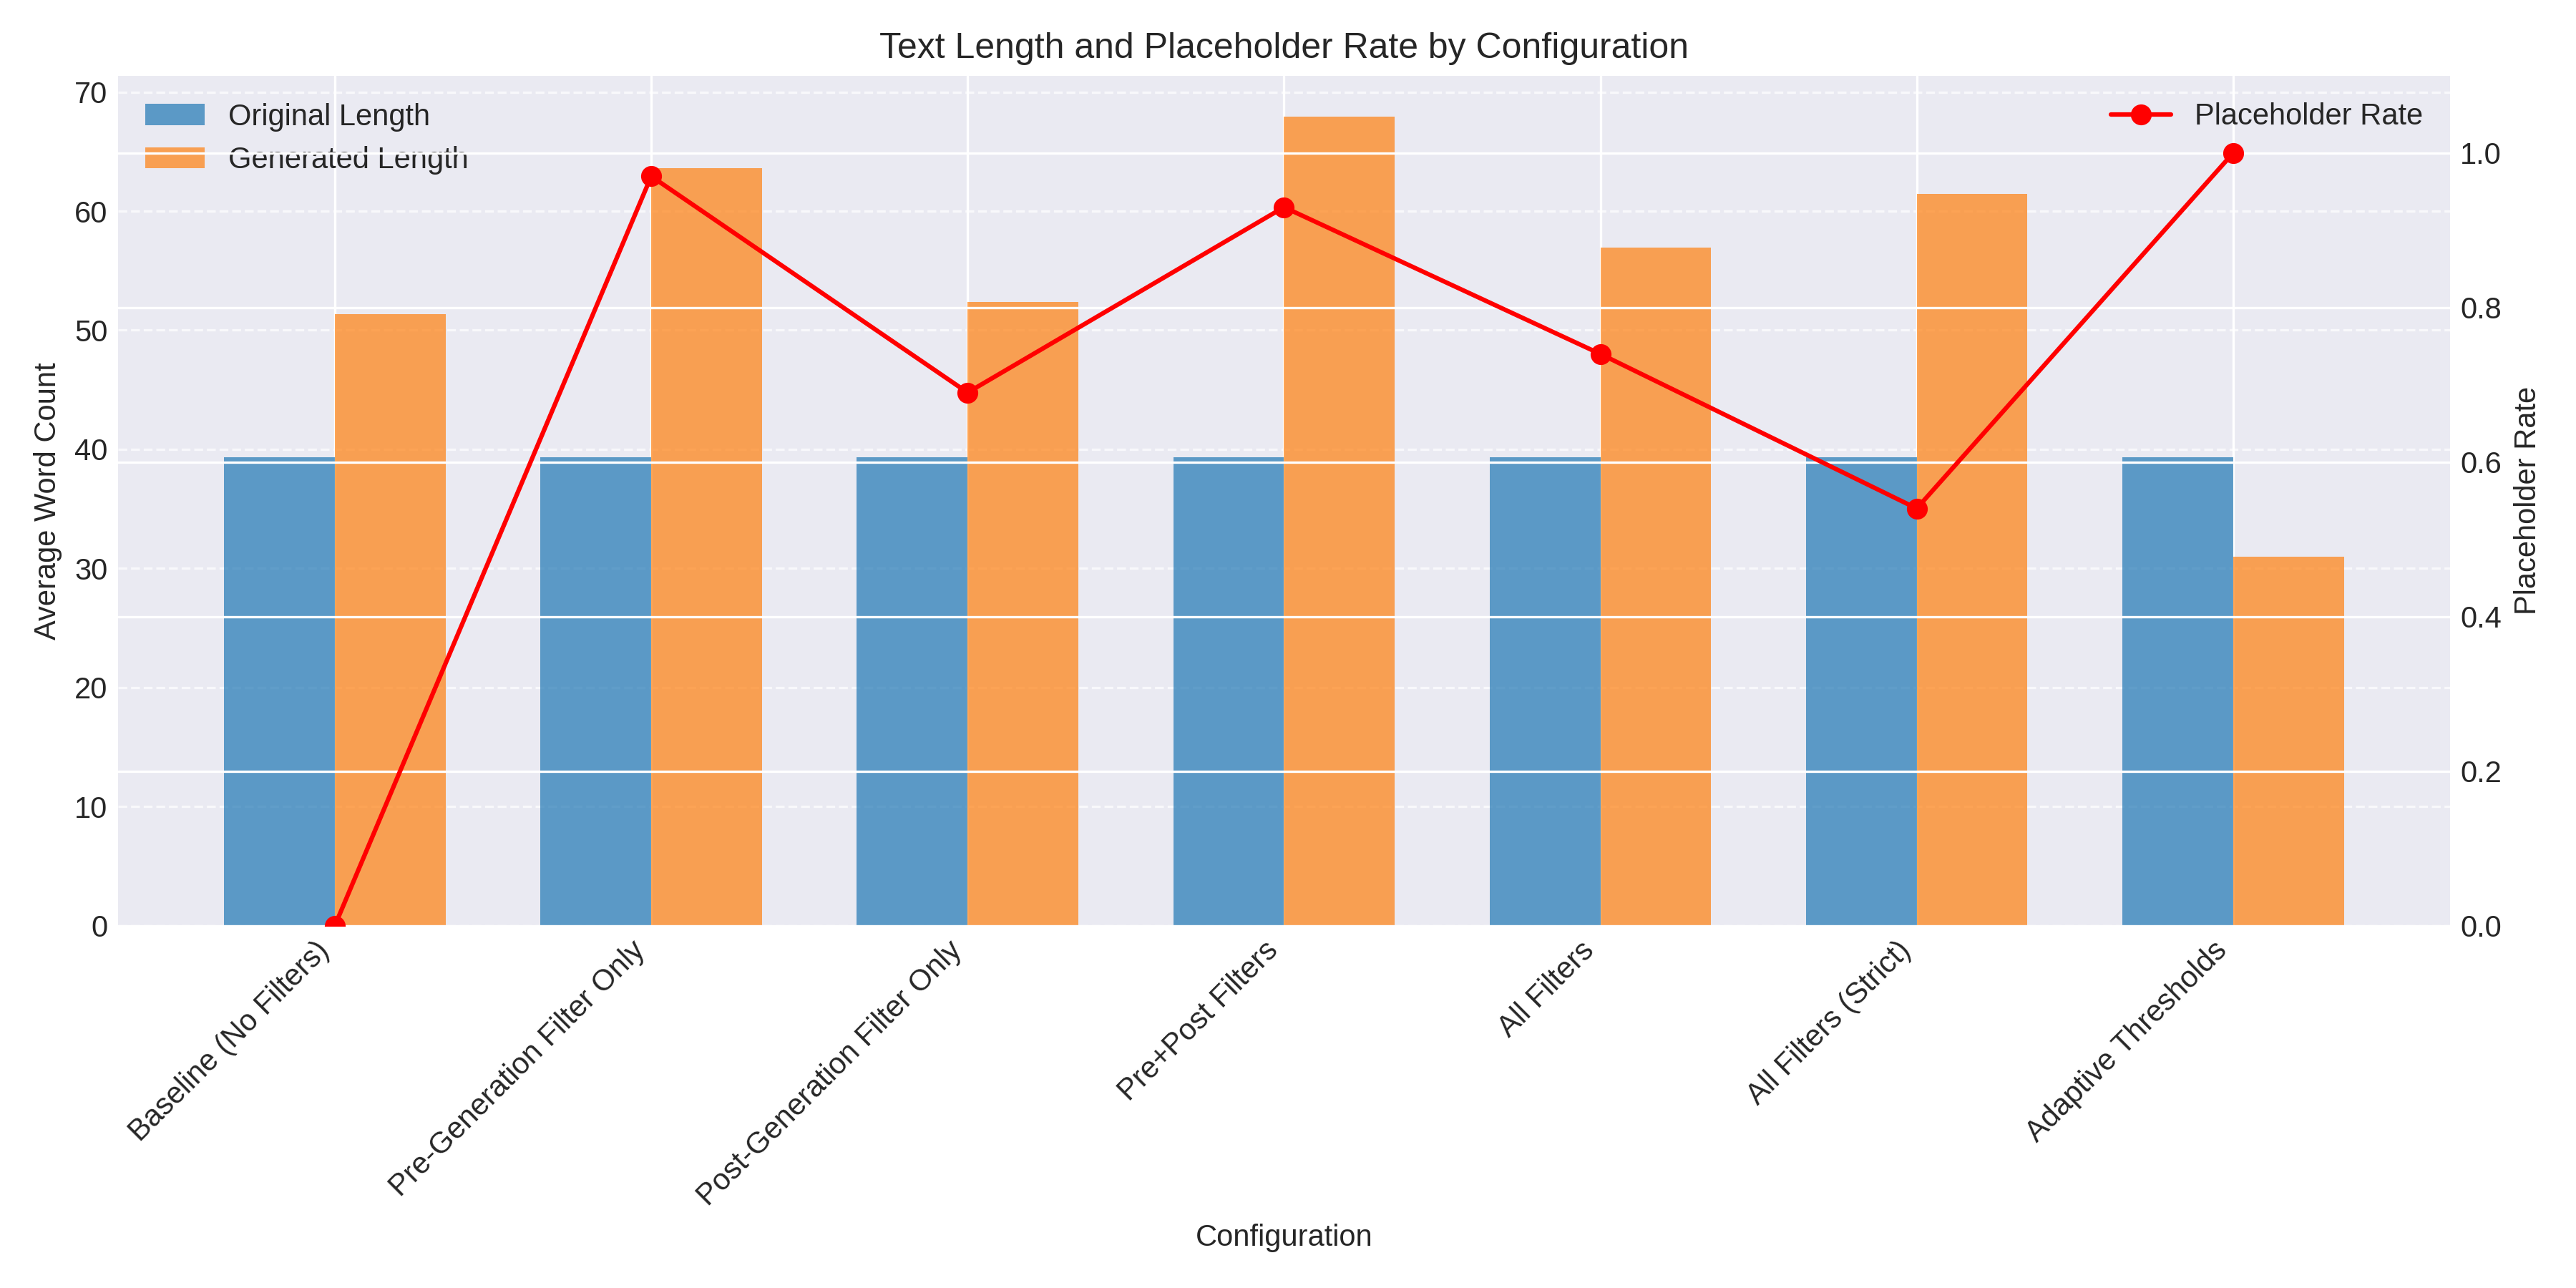 Text Length and Placeholder Rate by Configuration
Original Length
Generated Length
Placeholder Rate
70
60
50
40
30
20
10
0
Average Word Count
1.0
0.8
0.6
0.4
0.2
0.0
Placeholder Rate
Baseline (No Filters)
Pre-Generation Filter Only
Post-Generation Filter Only
Pre+Post Filters
All Filters
All Filters (Strict)
Adaptive Thresholds
Configuration